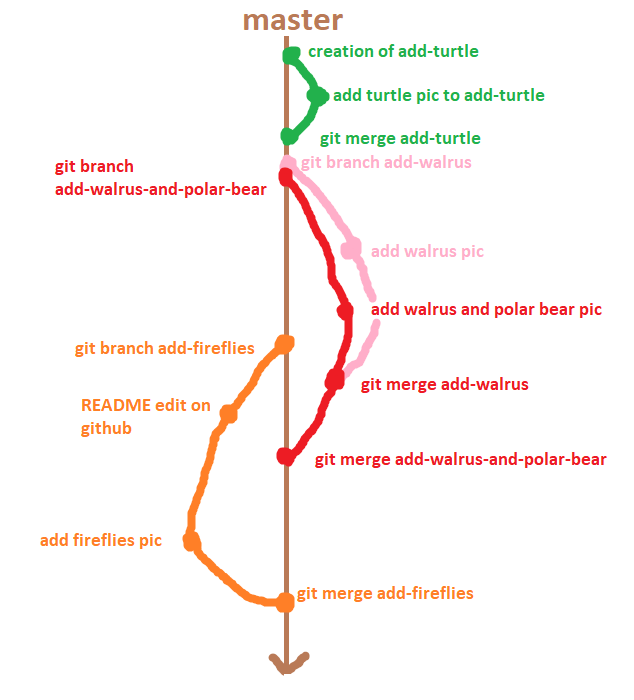 master
creation of add-turtle
add turtle pic to add-turtle
git merge add-turtle
git branch add-walrus
git branch
add-walrus-and-polar-bear
add walrus pic
add walrus and polar bear pic
git branch add-fireflies
git merge add-walrus
README edit on
github
git merge add-walrus-and-polar-bear
add fireflies pic
git merge add-fireflies